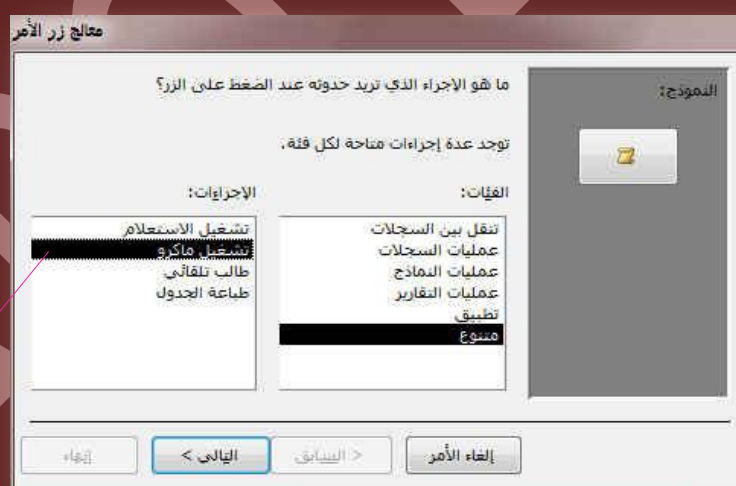 معالج زر الأمر
النموذج:
ما هو الإجراء الذي تريد حدوثه عند الضغط على الزر؟
توجد عدة إجراءات متاحة لكل فئة.
الفئات:
تنقل بين السجلات
عمليات السجلات
عمليات النماذج
عمليات التقارير
تطبيق
متنوع
الإجراءات:
تشغيل الاستعلام
تشغيل ماكرو
طالب تلقائي
طباعة الجدول
إلغاء الأمر
< السابق
التالي >
إنهاء